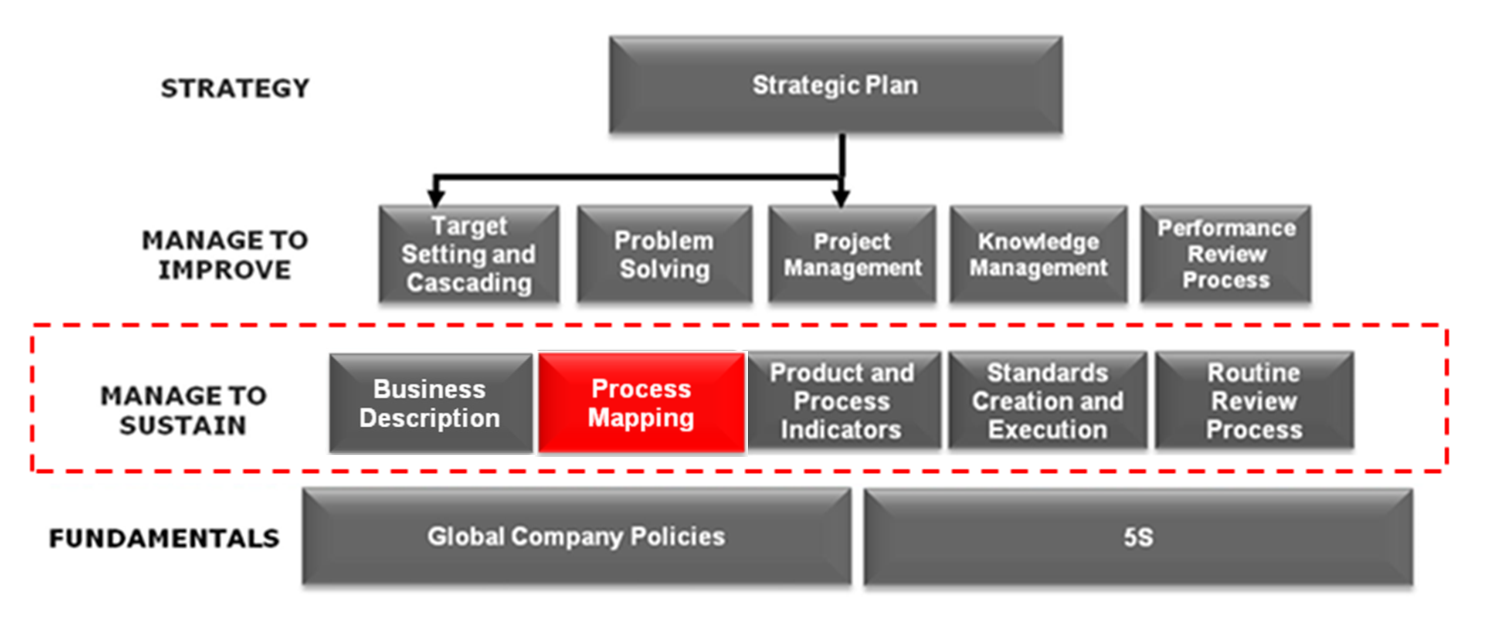 STRATEGY
Strategic Plan
MANAGE TO
IMPROVE
Target
Setting and
Cascading
Problem
Solving
Project
Management
Knowledge
Management
Performance
Review
Process
MANAGE TO
SUSTAIN
Business
Description
Process
Mapping
Product and
Process
Indicators
Standards
Creation and
Execution
Routine
Review
Process
FUNDAMENTALS
Global Company Policies
5S